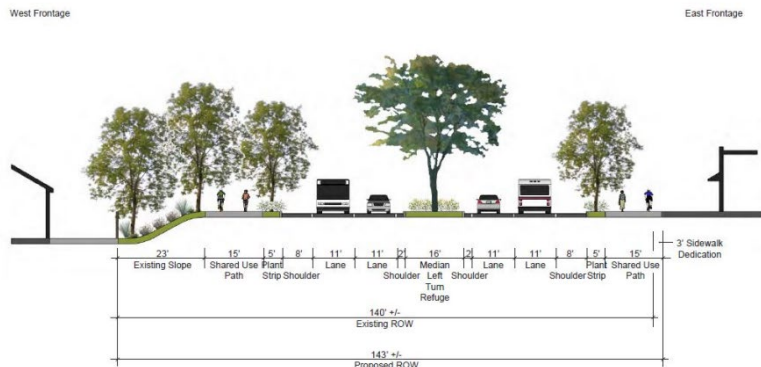 West Frontage
East Frontage
23' 15' 5' 8' 11' 11' 2' 16' 2' 11' 11' 8' 5' 15'
3' Sidewalk
Dedication
Existing Slope
Shared Use
Path
Plant
Strip
Shoulder
Lane
Lane
Shoulder
Median
Left
Turn
Refuge
Shoulder
Lane
Lane
Shoulder
Plant
Strip
Shared Use
Path
140' +/-
Existing ROW
143' +/-
Proposed ROW